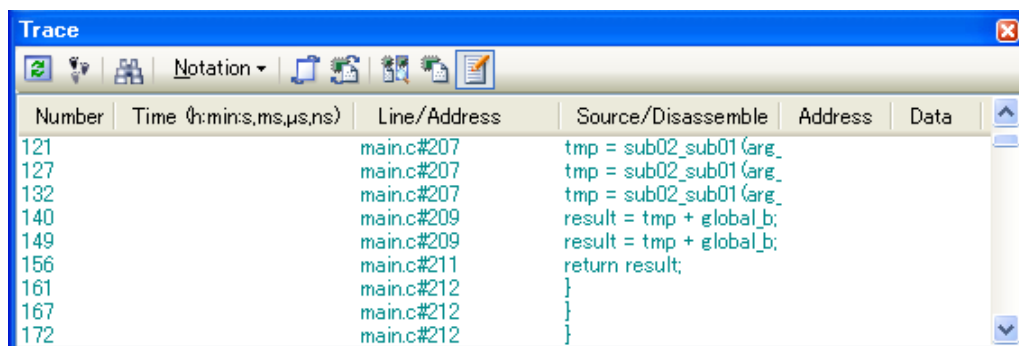 Trace
Notation
Number Time (h:min:s,ms,μs,ns) Line/Address Source/Disassemble Address Data
121 main.c#207 tmp = sub02_sub01(arg_
127 main.c#207 tmp = sub02_sub01(arg_
132 main.c#207 tmp = sub02_sub01(arg_
140 main.c#209 result = tmp + global_b;
149 main.c#209 result = tmp + global_b;
156 main.c#211 return result;
161 main.c#212 }
167 main.c#212 }
172 main.c#212 }